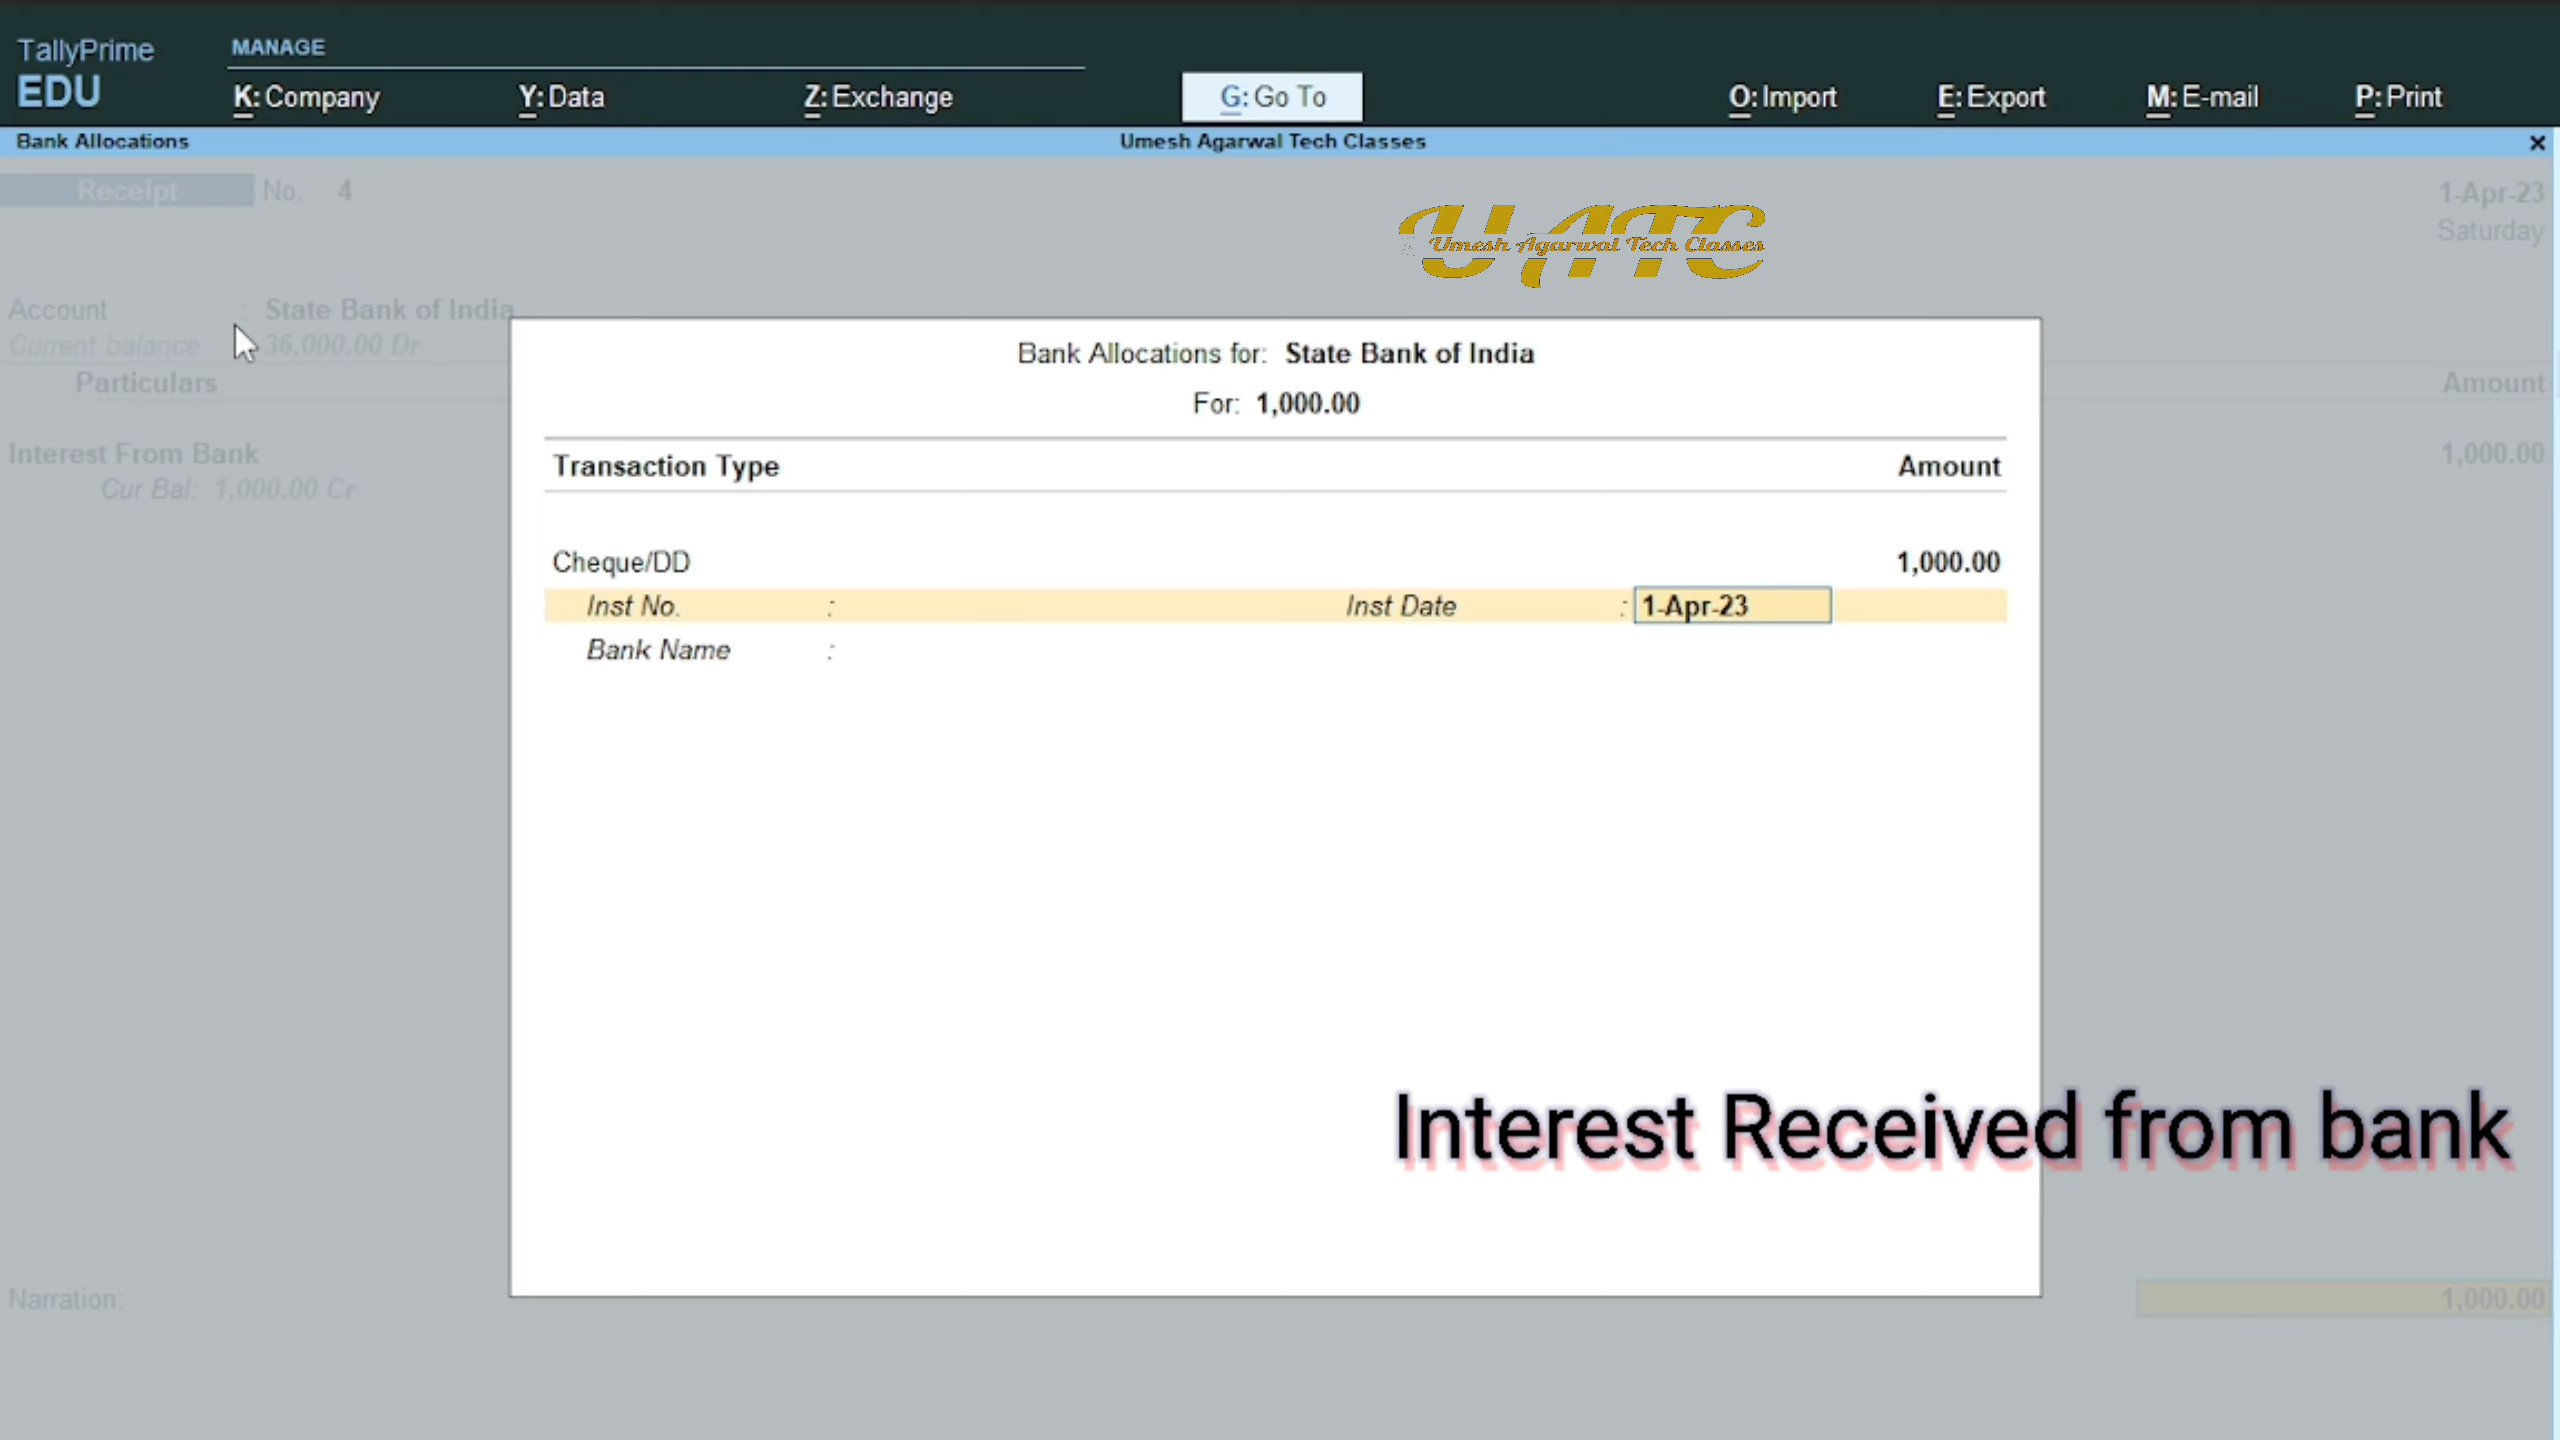 TallyPrime
EDU
MANAGE
K: Company
Y: Data
Z: Exchange
G: Go To
O: Import
E: Export
M: E-mail
P: Print
Bank Allocations
Umesh Agarwal Tech Classes
×
Receipt No. 4
1-Apr-23
Saturday
UATC
Umesh Agarwal Tech Classes
Account : State Bank of India
Current balance 36,000.00 Dr
Particulars
Amount
Interest From Bank
1,000.00
Cur Bal: 1,000.00 Cr
Bank Allocations for: State Bank of India
For: 1,000.00
Transaction Type Amount
Cheque/DD 1,000.00
Inst No. : Inst Date : 1-Apr-23
Bank Name :
Interest Received from bank
Narration:
1,000.00